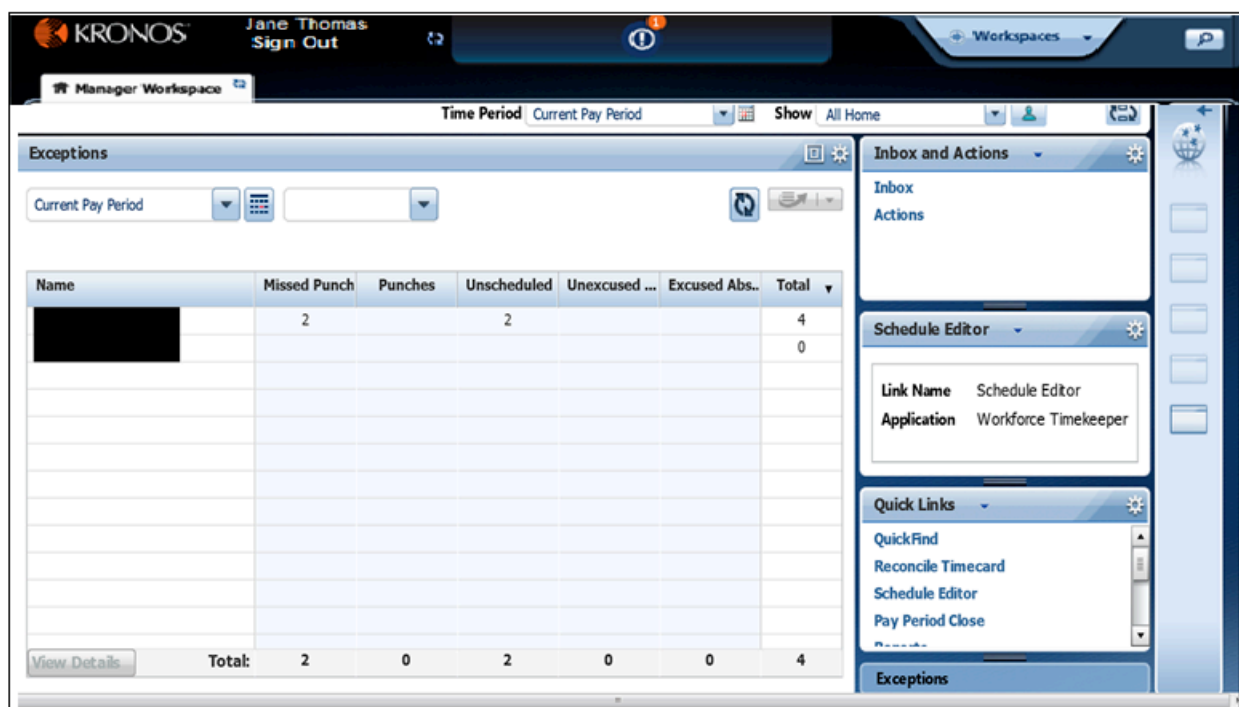 KRONOS
Jane Thomas
Sign Out
1
Workspaces
Manager Workspace
Time Period Current Pay Period Show All Home
Exceptions
Current Pay Period
Name Missed Punch Punches Unscheduled Unexcused ... Excused Abs.. Total
2 2 4
0
View Details Total: 2 0 2 0 0 4
Inbox and Actions
Inbox
Actions
Schedule Editor
Link Name Schedule Editor
Application Workforce Timekeeper
Quick Links
QuickFind
Reconcile Timecard
Schedule Editor
Pay Period Close
Exceptions